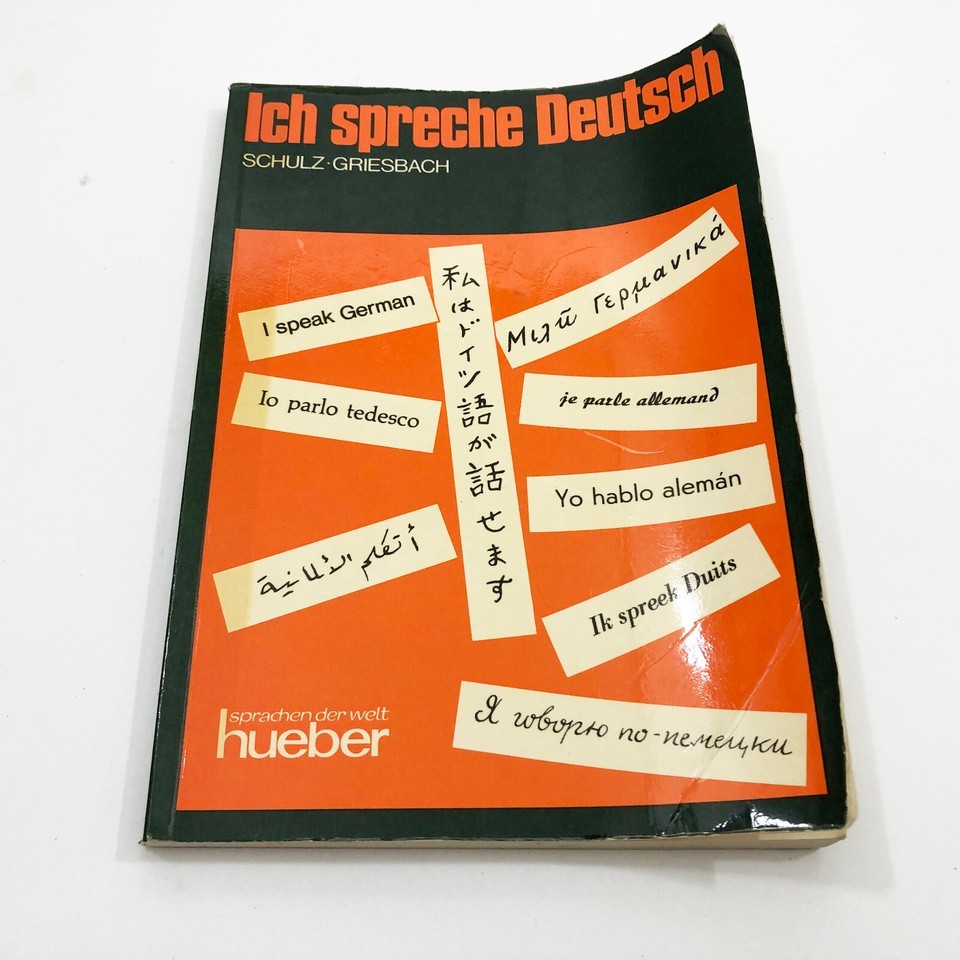 Ich spreche Deutsch
SCHULZ·GRIESBACH
I speak German
Io parlo tedesco
أتكلم الألمانية
私はドイツ語が話せます
Μιλῶ Γερμανικά
je parle allemand
Yo hablo alemán
Ik spreek Duits
Я говорю по-немецки
sprachen der welt
hueber